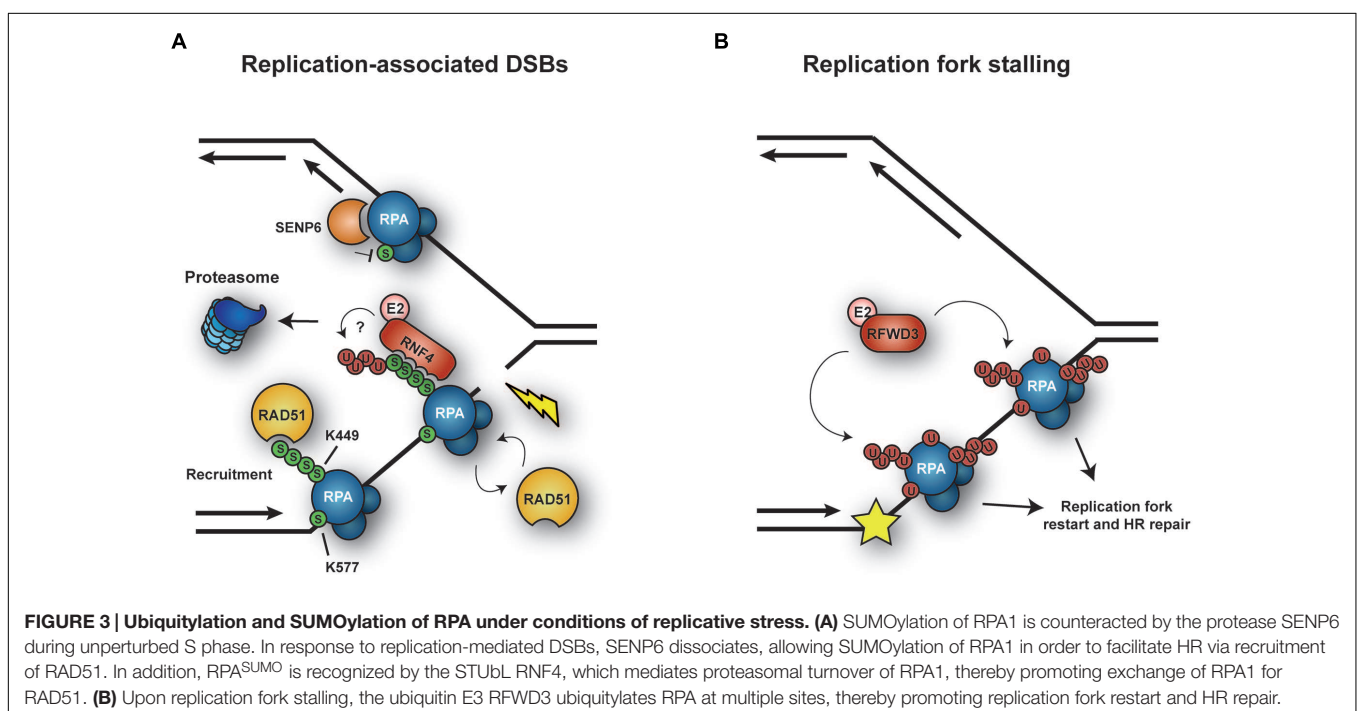 A
Replication-associated DSBs
SENP6
RPA
S
Proteasome
E2
?
RNF4
U
U
U
U
S
S
S
S
RPA
S
RAD51
K449
S
S
S
S
Recruitment
RPA
S
RAD51
K577
B
Replication fork stalling
E2
RFWD3
U
U
U
U
U
RPA
U
U
U
U
U
U
U
U
U
U
RPA
U
U
U
U
U
Replication fork
restart and HR repair
FIGURE 3 | Ubiquitylation and SUMOylation of RPA under conditions of replicative stress. (A) SUMOylation of RPA1 is counteracted by the protease SENP6
during unperturbed S phase. In response to replication-mediated DSBs, SENP6 dissociates, allowing SUMOylation of RPA1 in order to facilitate HR via recruitment
of RAD51. In addition, RPASUMO is recognized by the STUbL RNF4, which mediates proteasomal turnover of RPA1, thereby promoting exchange of RPA1 for
RAD51. (B) Upon replication fork stalling, the ubiquitin E3 RFWD3 ubiquitylates RPA at multiple sites, thereby promoting replication fork restart and HR repair.